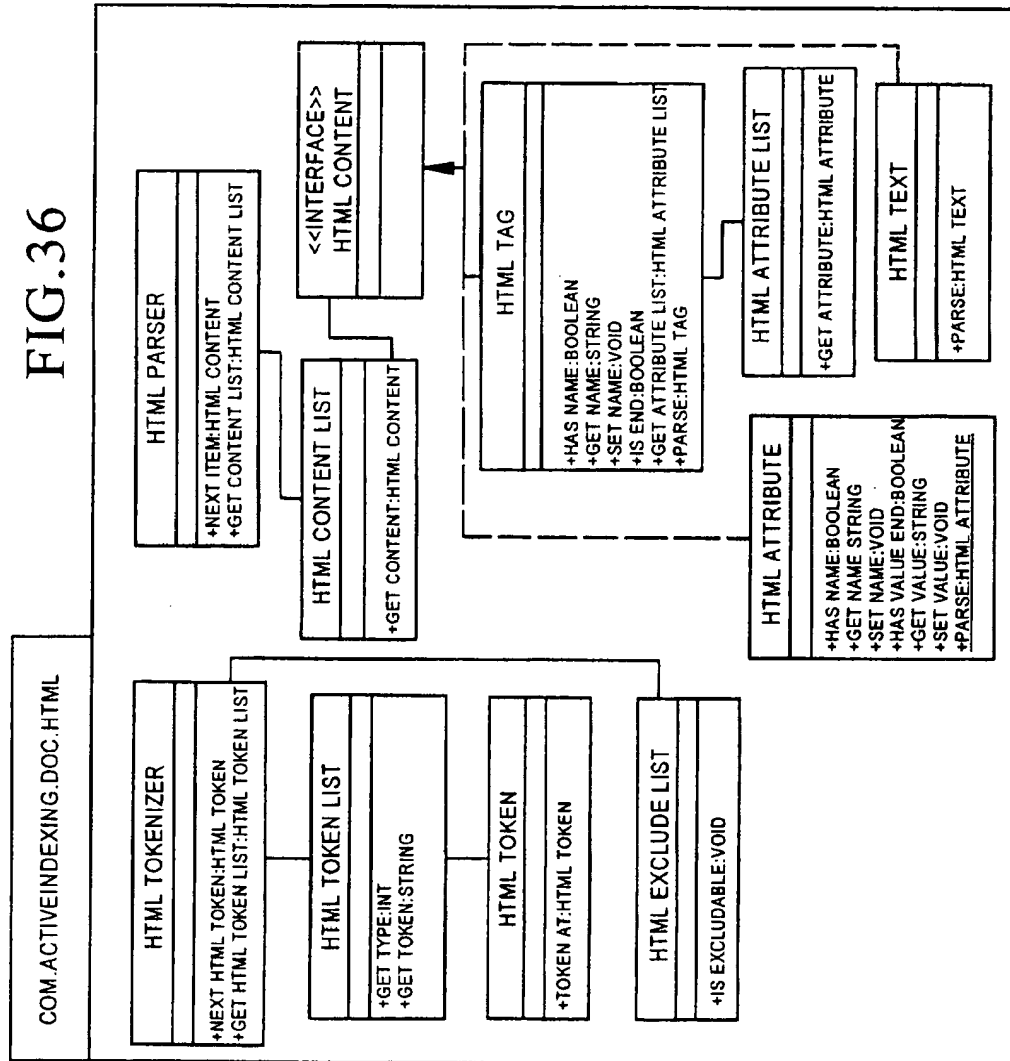 FIG.36
COM.ACTIVEINDEXING.DOC.HTML
HTML TOKENIZER
+NEXT HTML TOKEN:HTML TOKEN
+GET HTML TOKEN LIST:HTML TOKEN LIST
HTML TOKEN LIST
+GET TYPE:INT
+GET TOKEN:STRING
HTML TOKEN
+TOKEN AT:HTML TOKEN
HTML EXCLUDE LIST
+IS EXCLUDABLE:VOID
HTML PARSER
+NEXT ITEM:HTML CONTENT
+GET CONTENT LIST:HTML CONTENT LIST
HTML CONTENT LIST
+GET CONTENT:HTML CONTENT
<<INTERFACE>>
HTML CONTENT
HTML TAG
+HAS NAME:BOOLEAN
+GET NAME:STRING
+SET NAME:VOID
+IS END:BOOLEAN
+GET ATTRIBUTE LIST:HTML ATTRIBUTE LIST
+PARSE:HTML TAG
HTML ATTRIBUTE LIST
+GET ATTRIBUTE:HTML ATTRIBUTE
HTML ATTRIBUTE
+HAS NAME:BOOLEAN
+GET NAME STRING
+SET NAME:VOID
+HAS VALUE END:BOOLEAN
+GET VALUE:STRING
+SET VALUE:VOID
+PARSE:HTML ATTRIBUTE
HTML TEXT
+PARSE:HTML TEXT